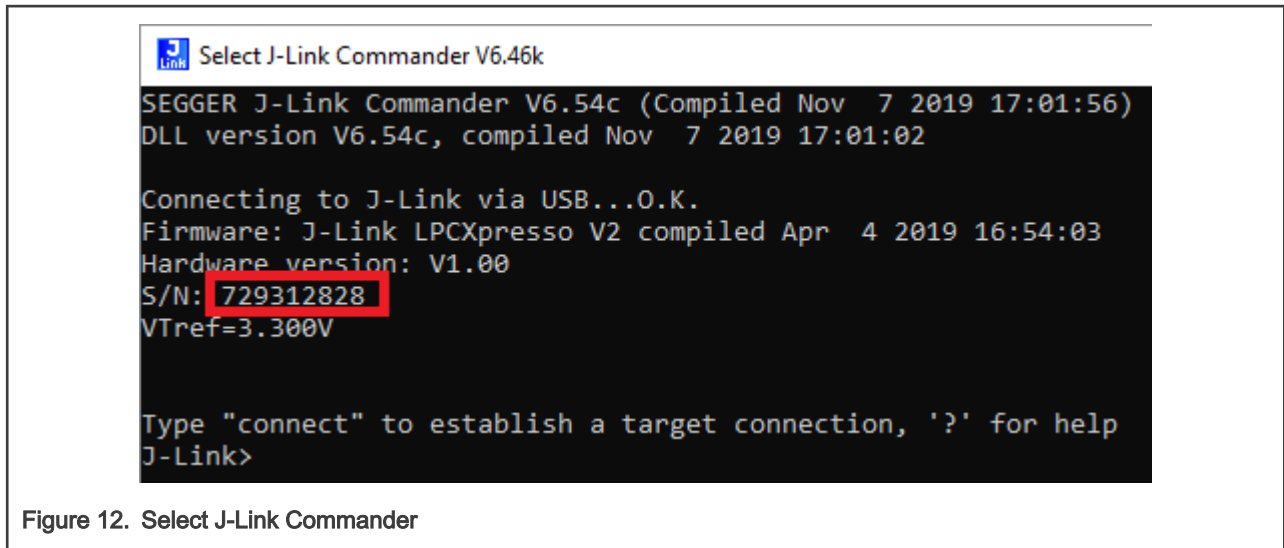 J
Link
Select J-Link Commander V6.46k
SEGGER J-Link Commander V6.54c (Compiled Nov  7 2019 17:01:56)
DLL version V6.54c, compiled Nov  7 2019 17:01:02
Connecting to J-Link via USB...O.K.
Firmware: J-Link LPCXpresso V2 compiled Apr  4 2019 16:54:03
Hardware version: V1.00
S/N: 729312828
VTref=3.300V
Type "connect" to establish a target connection, '?' for help
J-Link>
Figure 12. Select J-Link Commander